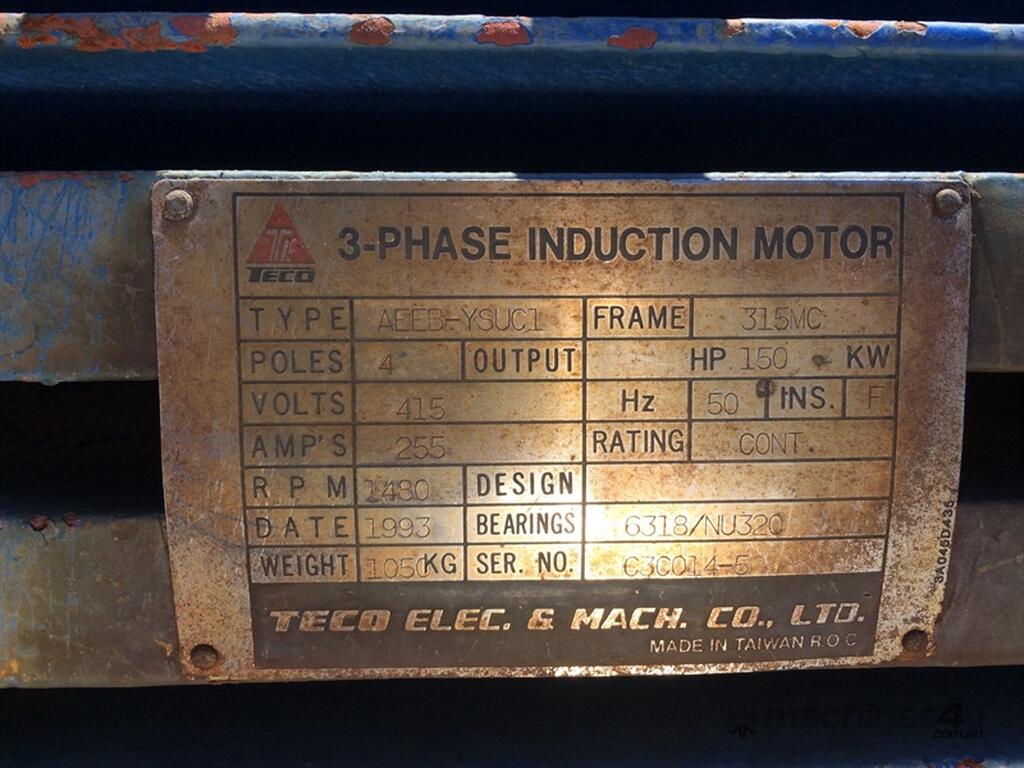 TECO 3-PHASE INDUCTION MOTOR
TYPE AEEB-YSUC1 FRAME 315MC
POLES 4 OUTPUT HP 150 KW
VOLTS 415 Hz 50 INS. F
AMP'S 255 RATING CONT.
RPM 1480 DESIGN
DATE 1993 BEARINGS 6318/NU320
WEIGHT 1050KG SER. NO. C3C014-5
TECO ELEC. & MACH. CO., LTD.
MADE IN TAIWAN R.O.C
3A046D436
machines4u
.com.au